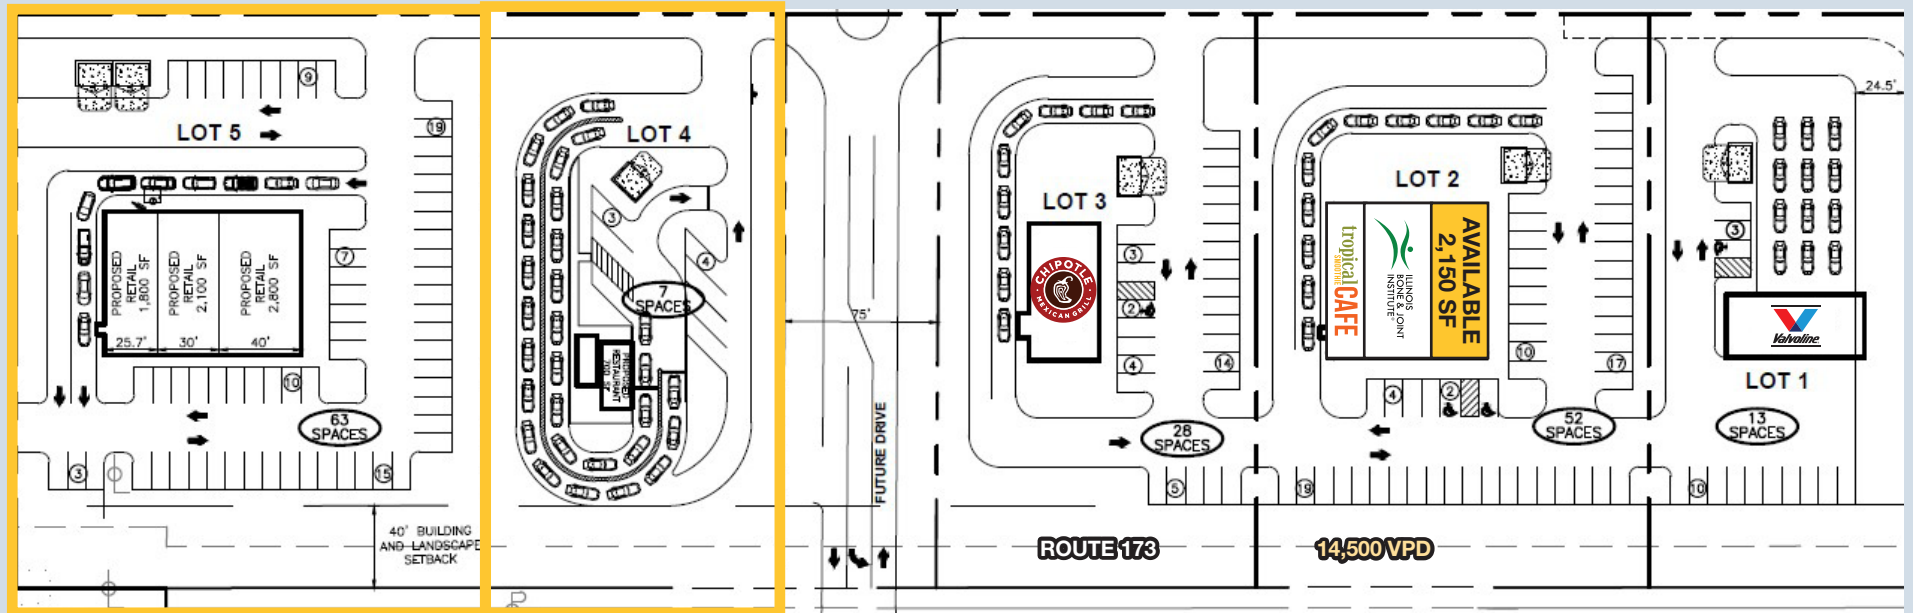 9
19
LOT 5
PROPOSED
RETAIL
1,800 SF
PROPOSED
RETAIL
2,100 SF
PROPOSED
RETAIL
2,800 SF
25.7'
30'
40'
7
10
63
SPACES
3
15
40' BUILDING
AND LANDSCAPE
SETBACK
LOT 4
3
4
7
SPACES
PROPOSED
RESTAURANT
700 SF
75'
FUTURE DRIVE
LOT 3
CHIPOTLE
MEXICAN GRILL
3
2
4
14
28
SPACES
5
ROUTE 173
LOT 2
tropical
SMOOTHIE
CAFE
ILLINOIS
BONE & JOINT
INSTITUTE
AVAILABLE
2,150 SF
10
17
4
2
52
SPACES
19
14,500 VPD
24.5'
3
Valvoline
LOT 1
13
SPACES
10